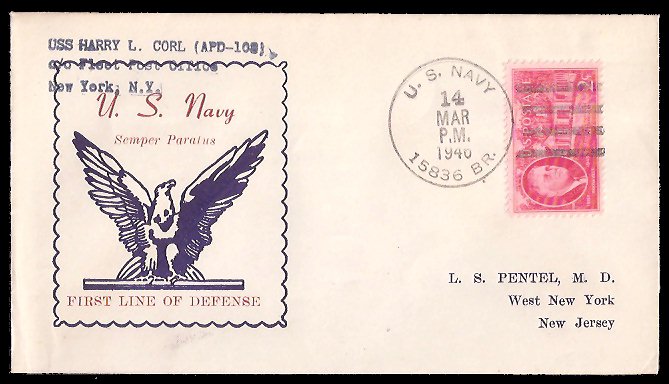 USS HARRY L. CORL (APD-108)
c/o Fleet Post Office
New York, N.Y.
U. S. Navy
Semper Paratus
FIRST LINE OF DEFENSE
U. S. NAVY
14
MAR
P.M.
1946
15836 BR.
L. S. PENTEL, M. D.
West New York
New Jersey